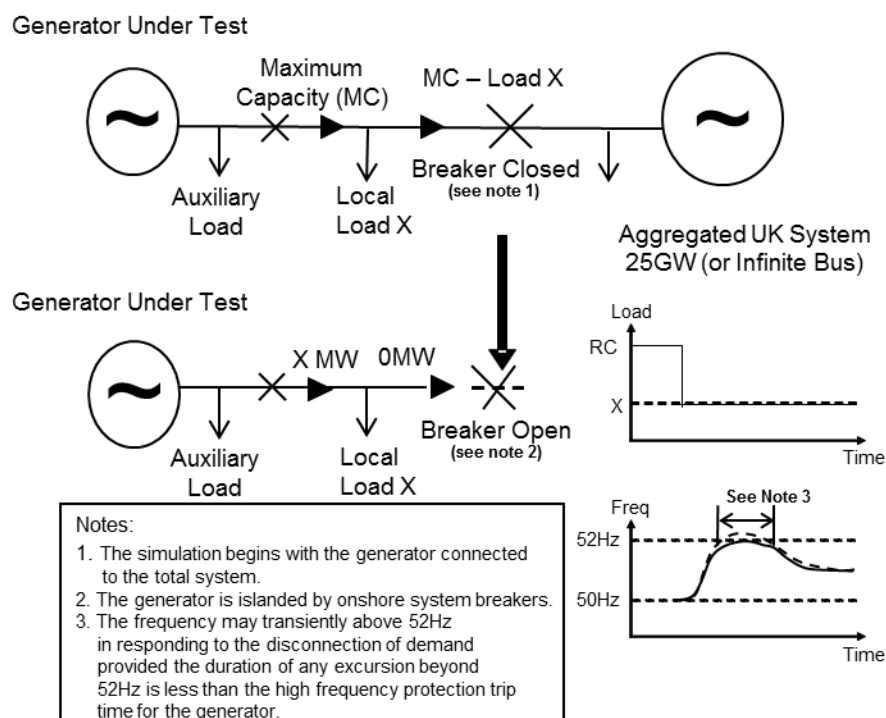 Generator Under Test
Maximum
Capacity (MC)
MC – Load X
Auxiliary
Load
Local
Load X
Breaker Closed
(see note 1)
Aggregated UK System
25GW (or Infinite Bus)
Generator Under Test
X MW
0MW
Auxiliary
Load
Local
Load X
Breaker Open
(see note 2)
Load
RC
X
Time
Freq
See Note 3
52Hz
50Hz
Time
Notes:
1. The simulation begins with the generator connected
to the total system.
2. The generator is islanded by onshore system breakers.
3. The frequency may transiently above 52Hz
in responding to the disconnection of demand
provided the duration of any excursion beyond
52Hz is less than the high frequency protection trip
time for the generator.